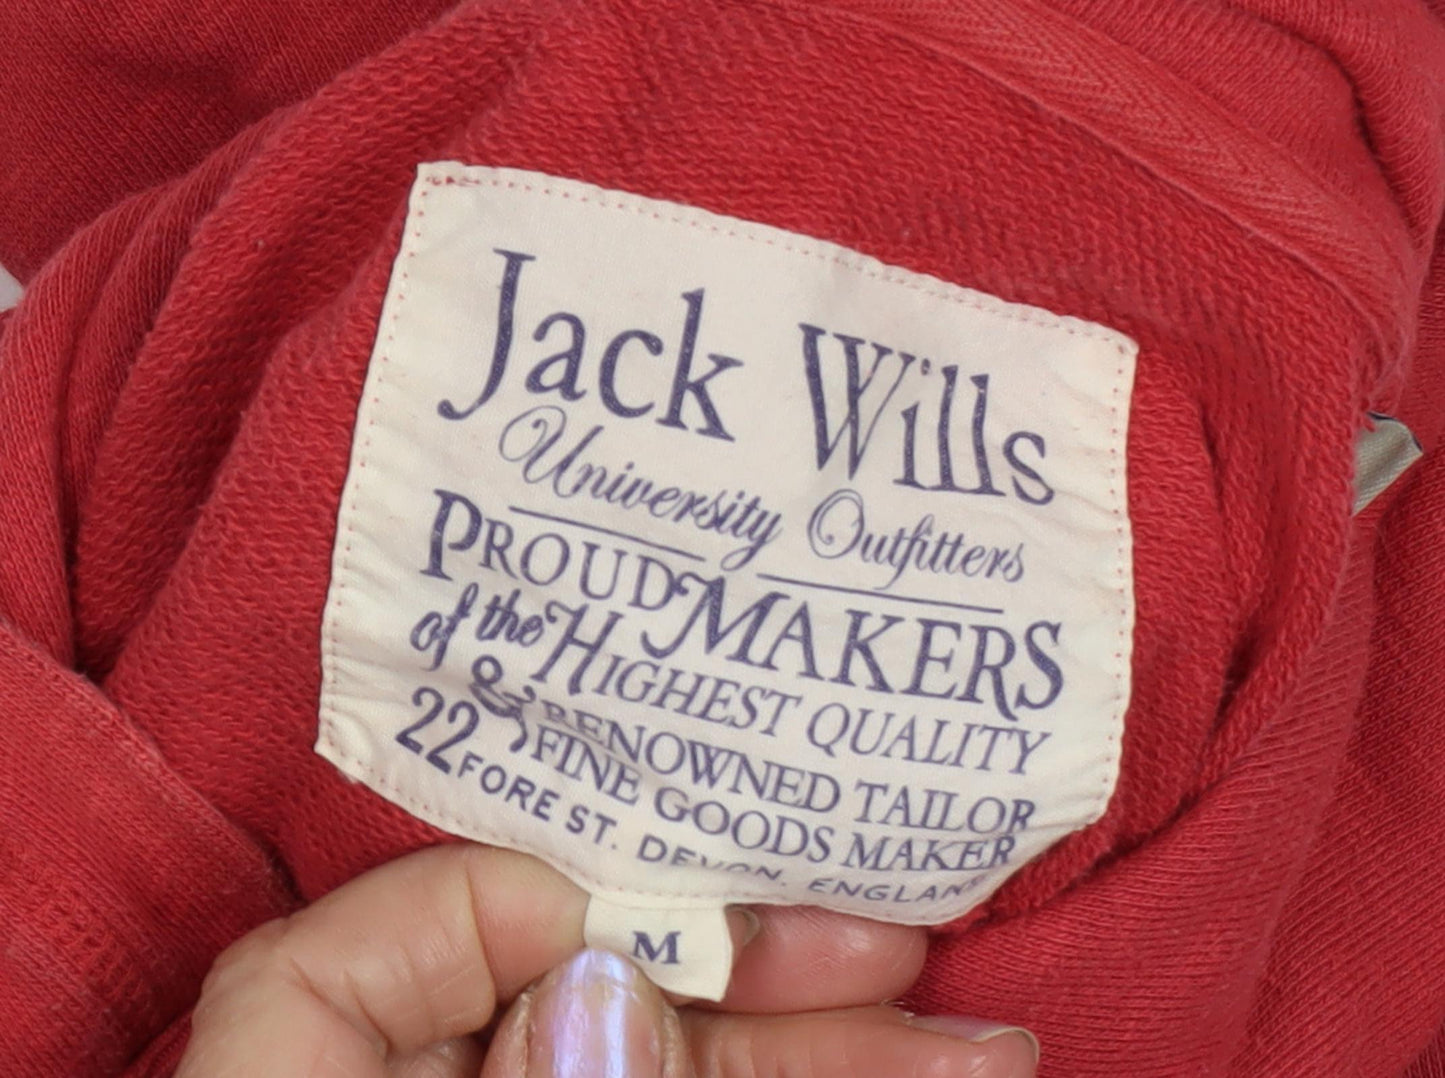 Jack Wills
University Outfitters
PROUD MAKERS
of the HIGHEST QUALITY
& RENOWNED TAILOR
FINE GOODS MAKER
22 FORE ST. DEVON. ENGLAND
M